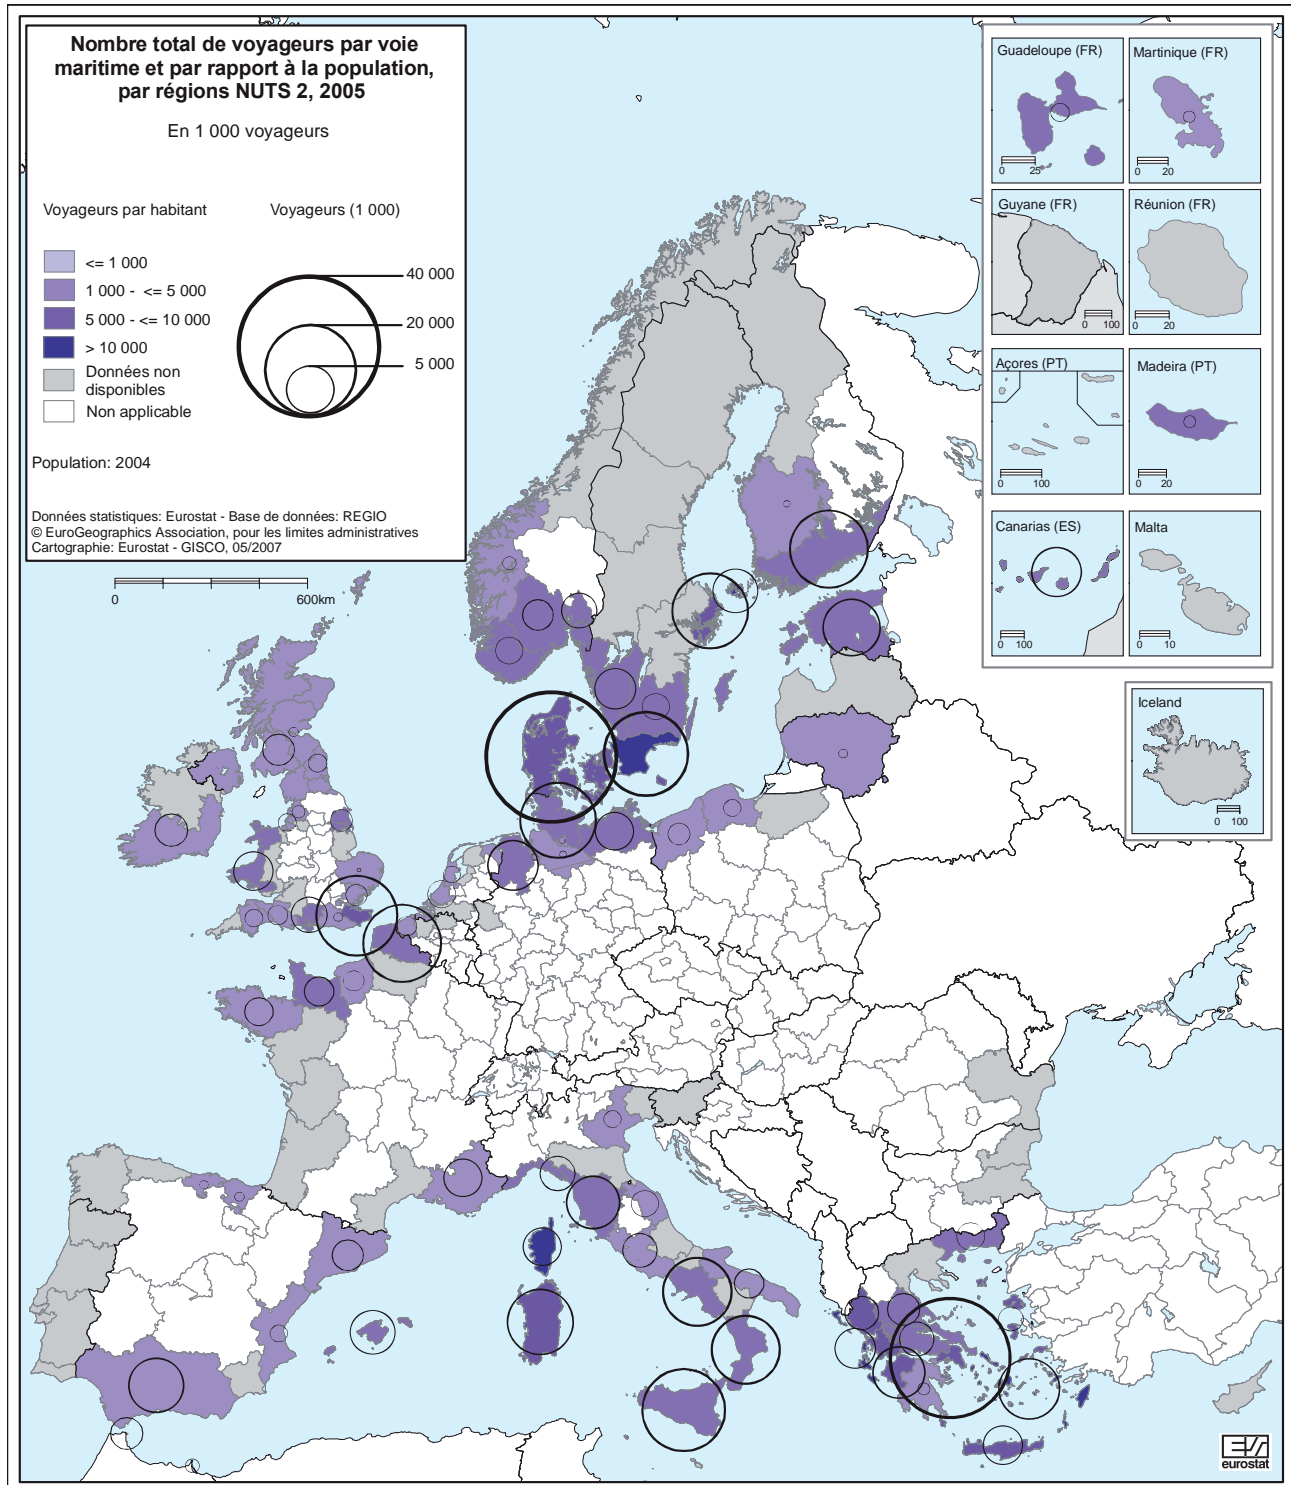 Nombre total de voyageurs par voie
maritime et par rapport à la population,
par régions NUTS 2, 2005
En 1 000 voyageurs
Voyageurs par habitant
Voyageurs (1 000)
<= 1 000
1 000 - <= 5 000
5 000 - <= 10 000
> 10 000
Données non
disponibles
Non applicable
40 000
20 000
5 000
Population: 2004
Données statistiques: Eurostat - Base de données: REGIO
© EuroGeographics Association, pour les limites administratives
Cartographie: Eurostat - GISCO, 05/2007
0 600km
Guadeloupe (FR)
0 25
Martinique (FR)
0 20
Guyane (FR)
0 100
Réunion (FR)
0 20
Açores (PT)
0 100
Madeira (PT)
0 20
Canarias (ES)
0 100
Malta
0 10
Iceland
0 100
eurostat